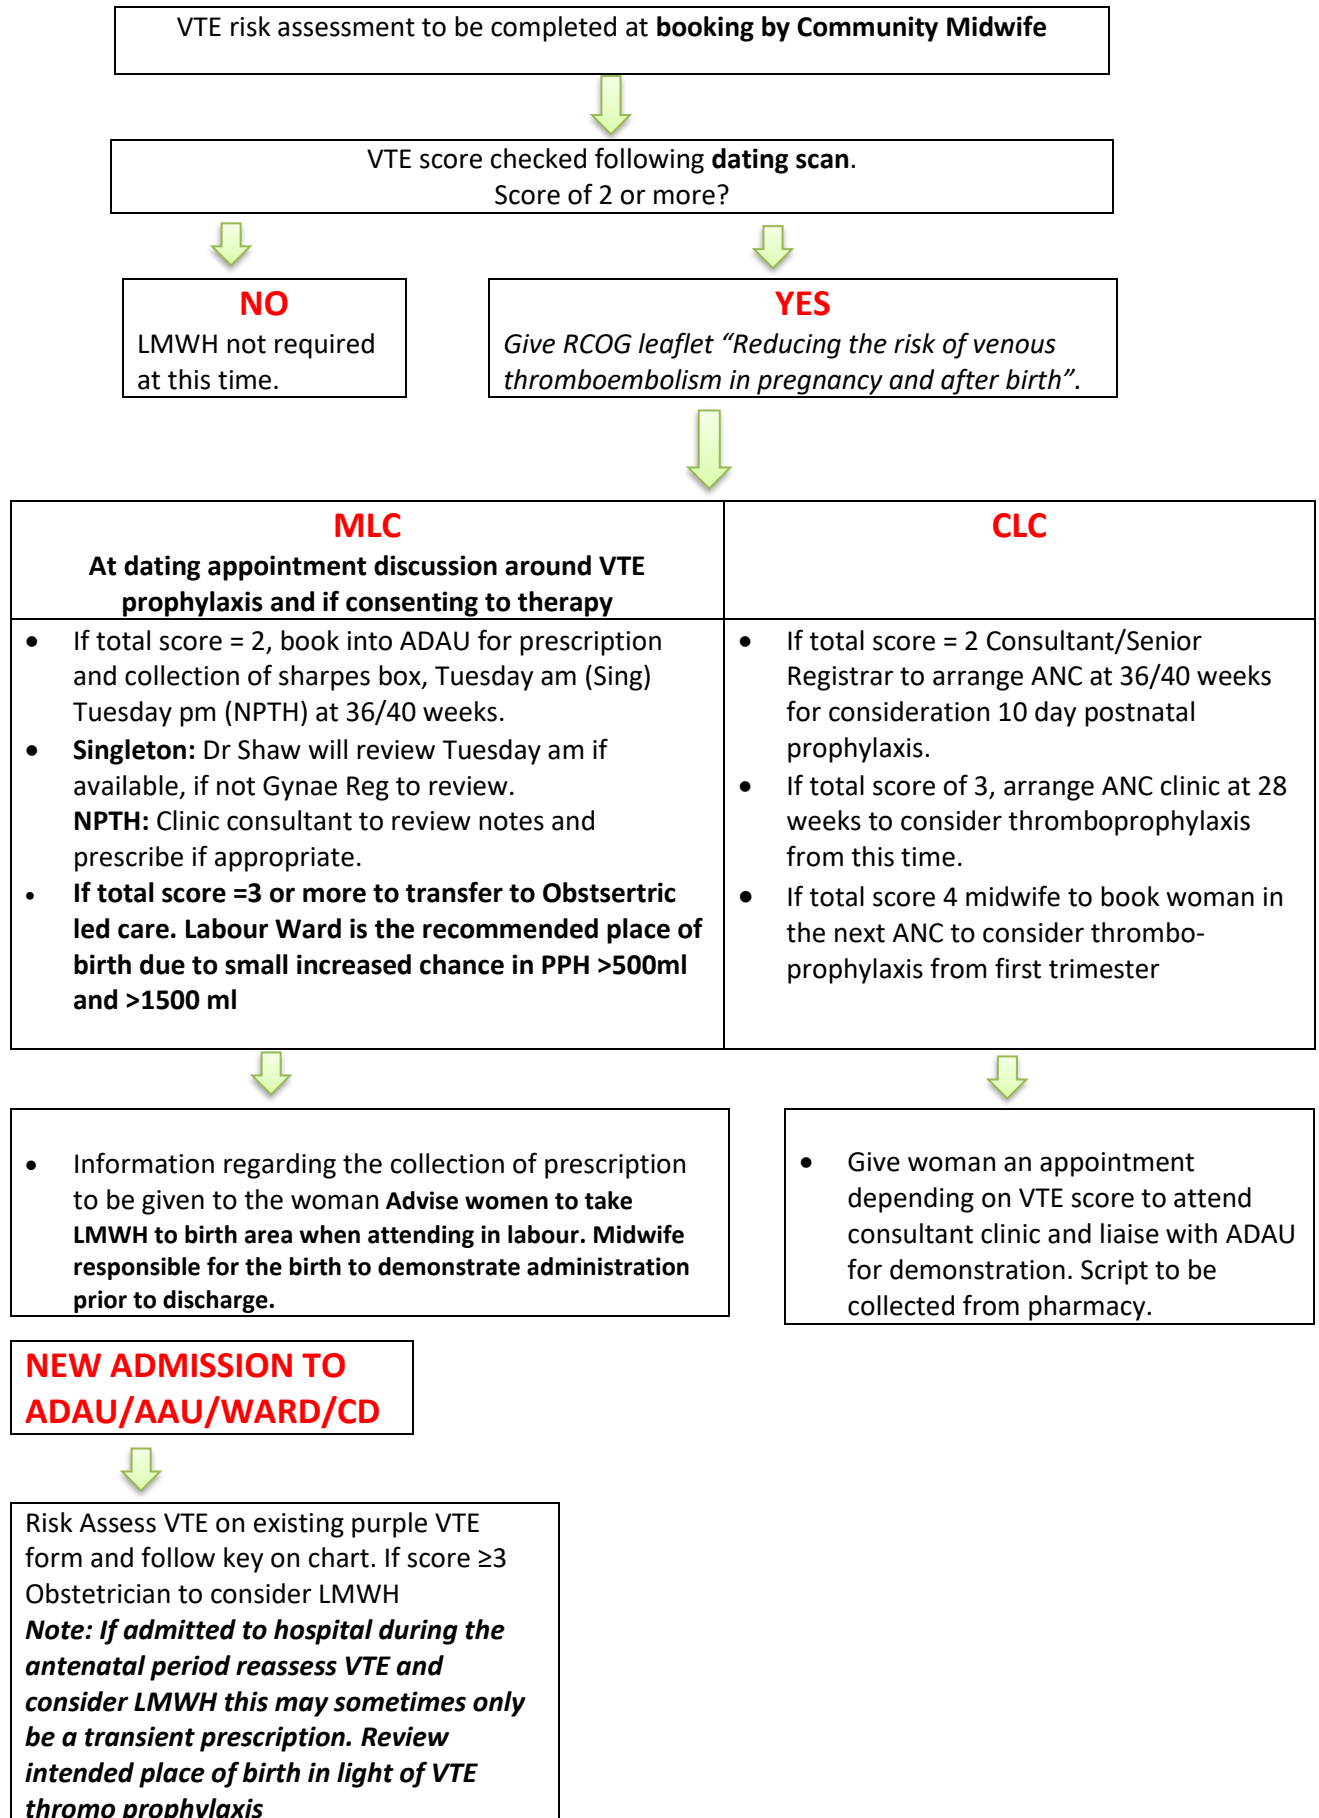 VTE risk assessment to be completed at booking by Community Midwife
VTE score checked following dating scan.
Score of 2 or more?
NO
LMWH not required
at this time.
YES
Give RCOG leaflet “Reducing the risk of venous
thromboembolism in pregnancy and after birth”.
MLC
At dating appointment discussion around VTE
prophylaxis and if consenting to therapy
• If total score = 2, book into ADAU for prescription
and collection of sharpes box, Tuesday am (Sing)
Tuesday pm (NPTH) at 36/40 weeks.
• Singleton: Dr Shaw will review Tuesday am if
available, if not Gynae Reg to review.
NPTH: Clinic consultant to review notes and
prescribe if appropriate.
• If total score =3 or more to transfer to Obstsertric
led care. Labour Ward is the recommended place of
birth due to small increased chance in PPH >500ml
and >1500 ml
CLC
• If total score = 2 Consultant/Senior
Registrar to arrange ANC at 36/40 weeks
for consideration 10 day postnatal
prophylaxis.
• If total score of 3, arrange ANC clinic at 28
weeks to consider thromboprophylaxis
from this time.
• If total score 4 midwife to book woman in
the next ANC to consider thrombo-
prophylaxis from first trimester
• Information regarding the collection of prescription
to be given to the woman Advise women to take
LMWH to birth area when attending in labour. Midwife
responsible for the birth to demonstrate administration
prior to discharge.
• Give woman an appointment
depending on VTE score to attend
consultant clinic and liaise with ADAU
for demonstration. Script to be
collected from pharmacy.
NEW ADMISSION TO
ADAU/AAU/WARD/CD
Risk Assess VTE on existing purple VTE
form and follow key on chart. If score ≥3
Obstetrician to consider LMWH
Note: If admitted to hospital during the
antenatal period reassess VTE and
consider LMWH this may sometimes only
be a transient prescription. Review
intended place of birth in light of VTE
thromo prophylaxis